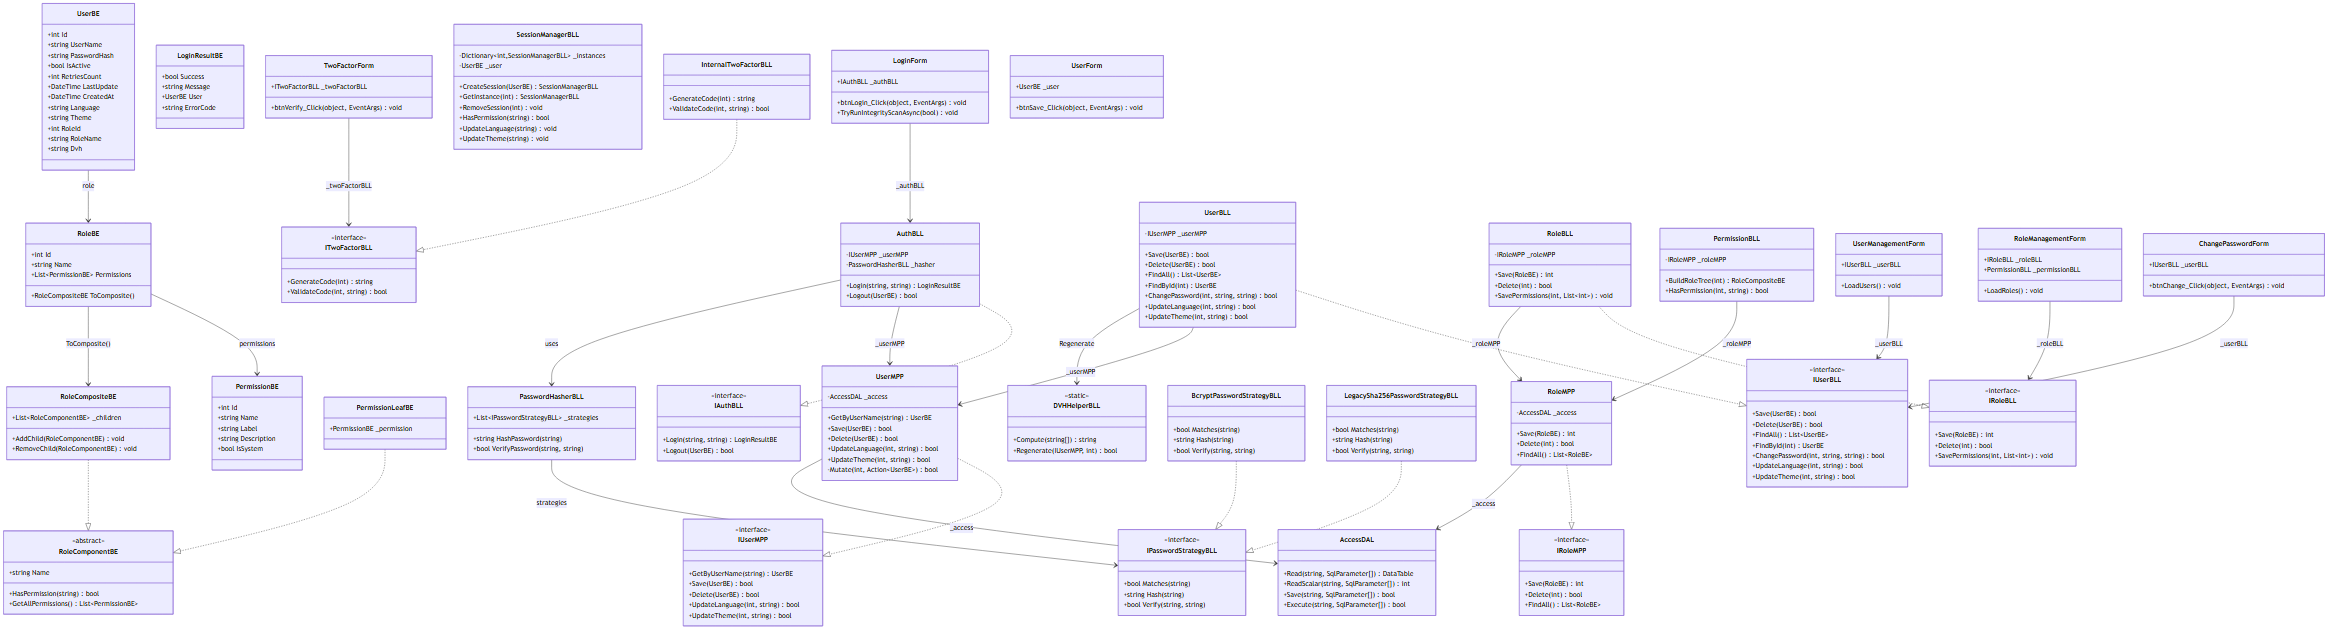 UserBE
+int Id
+string UserName
+string PasswordHash
+bool IsActive
+int RetriesCount
+DateTime LastUpdate
+DateTime CreatedAt
+string Language
+string Theme
+int RoleId
+string RoleName
+string Dvh
LoginResultBE
+bool Success
+string Message
+UserBE User
+string ErrorCode
TwoFactorForm
+ITwoFactorBLL _twoFactorBLL
+btnVerify_Click(object, EventArgs) : void
SessionManagerBLL
-Dictionary<int,SessionManagerBLL> _instances
-UserBE _user
+CreateSession(UserBE) : SessionManagerBLL
+GetInstance(int) : SessionManagerBLL
+RemoveSession(int) : void
+HasPermission(string) : bool
+UpdateLanguage(string) : void
+UpdateTheme(string) : void
InternalTwoFactorBLL
+GenerateCode(int) : string
+ValidateCode(int, string) : bool
LoginForm
+IAuthBLL _authBLL
+btnLogin_Click(object, EventArgs) : void
+TryRunIntegrityScanAsync(bool) : void
UserForm
+UserBE _user
+btnSave_Click(object, EventArgs) : void
role
_twoFactorBLL
_authBLL
RoleBE
+int Id
+string Name
+List<PermissionBE> Permissions
+RoleCompositeBE ToComposite()
«interface»
ITwoFactorBLL
+GenerateCode(int) : string
+ValidateCode(int, string) : bool
AuthBLL
-IUserMPP _userMPP
-PasswordHasherBLL _hasher
+Login(string, string) : LoginResultBE
+Logout(UserBE) : bool
UserBLL
-IUserMPP _userMPP
+Save(UserBE) : bool
+Delete(UserBE) : bool
+FindAll() : List<UserBE>
+FindById(int) : UserBE
+ChangePassword(int, string, string) : bool
+UpdateLanguage(int, string) : bool
+UpdateTheme(int, string) : bool
RoleBLL
-IRoleMPP _roleMPP
+Save(RoleBE) : int
+Delete(int) : bool
+SavePermissions(int, List<int>) : void
PermissionBLL
-IRoleMPP _roleMPP
+BuildRoleTree(int) : RoleCompositeBE
+HasPermission(int, string) : bool
UserManagementForm
+IUserBLL _userBLL
+LoadUsers() : void
RoleManagementForm
+IRoleBLL _roleBLL
+PermissionBLL _permissionBLL
+LoadRoles() : void
ChangePasswordForm
+IUserBLL _userBLL
+btnChange_Click(object, EventArgs) : void
ToComposite()
permissions
uses
_userMPP
Regenerate
_userMPP
_roleMPP
_roleMPP
_userBLL
_roleBLL
_userBLL
RoleCompositeBE
+List<RoleComponentBE> _children
+AddChild(RoleComponentBE) : void
+RemoveChild(RoleComponentBE) : void
PermissionBE
+int Id
+string Name
+string Label
+string Description
+bool IsSystem
PermissionLeafBE
+PermissionBE _permission
PasswordHasherBLL
+List<IPasswordStrategyBLL> _strategies
+string HashPassword(string)
+bool VerifyPassword(string, string)
«interface»
IAuthBLL
+Login(string, string) : LoginResultBE
+Logout(UserBE) : bool
UserMPP
-AccessDAL _access
+GetByUserName(string) : UserBE
+Save(UserBE) : bool
+Delete(UserBE) : bool
+UpdateLanguage(int, string) : bool
+UpdateTheme(int, string) : bool
-Mutate(int, Action<UserBE>) : bool
«static»
DVHHelperBLL
+Compute(string[]) : string
+Regenerate(IUserMPP, int) : bool
BcryptPasswordStrategyBLL
+bool Matches(string)
+string Hash(string)
+bool Verify(string, string)
LegacySha256PasswordStrategyBLL
+bool Matches(string)
+string Hash(string)
+bool Verify(string, string)
RoleMPP
-AccessDAL _access
+Save(RoleBE) : int
+Delete(int) : bool
+FindAll() : List<RoleBE>
«interface»
IUserBLL
+Save(UserBE) : bool
+Delete(UserBE) : bool
+FindAll() : List<UserBE>
+FindById(int) : UserBE
+ChangePassword(int, string, string) : bool
+UpdateLanguage(int, string) : bool
+UpdateTheme(int, string) : bool
«interface»
IRoleBLL
+Save(RoleBE) : int
+Delete(int) : bool
+SavePermissions(int, List<int>) : void
strategies
_access
_access
«abstract»
RoleComponentBE
+string Name
+HasPermission(string) : bool
+GetAllPermissions() : List<PermissionBE>
«interface»
IUserMPP
+GetByUserName(string) : UserBE
+Save(UserBE) : bool
+Delete(UserBE) : bool
+UpdateLanguage(int, string) : bool
+UpdateTheme(int, string) : bool
«interface»
IPasswordStrategyBLL
+bool Matches(string)
+string Hash(string)
+bool Verify(string, string)
AccessDAL
+Read(string, SqlParameter[]) : DataTable
+ReadScalar(string, SqlParameter[]) : int
+Save(string, SqlParameter[]) : bool
+Execute(string, SqlParameter[]) : bool
«interface»
IRoleMPP
+Save(RoleBE) : int
+Delete(int) : bool
+FindAll() : List<RoleBE>